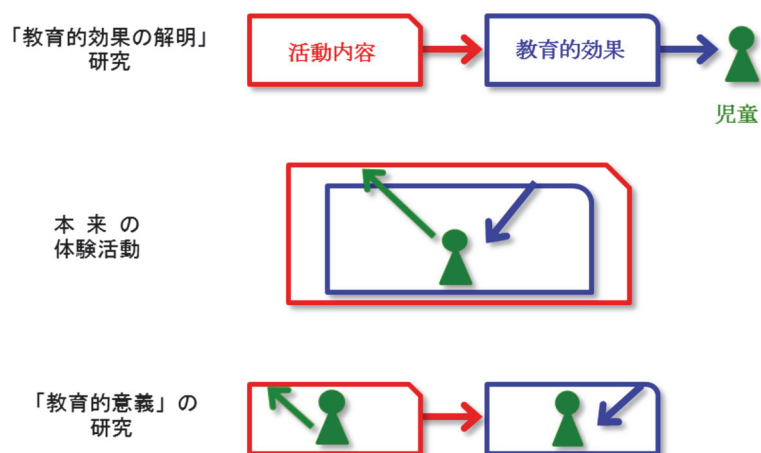 「教育的効果の解明」
研究
活動内容
教育的効果
児童
本 来 の
体験活動
「教育的意義」の
研究